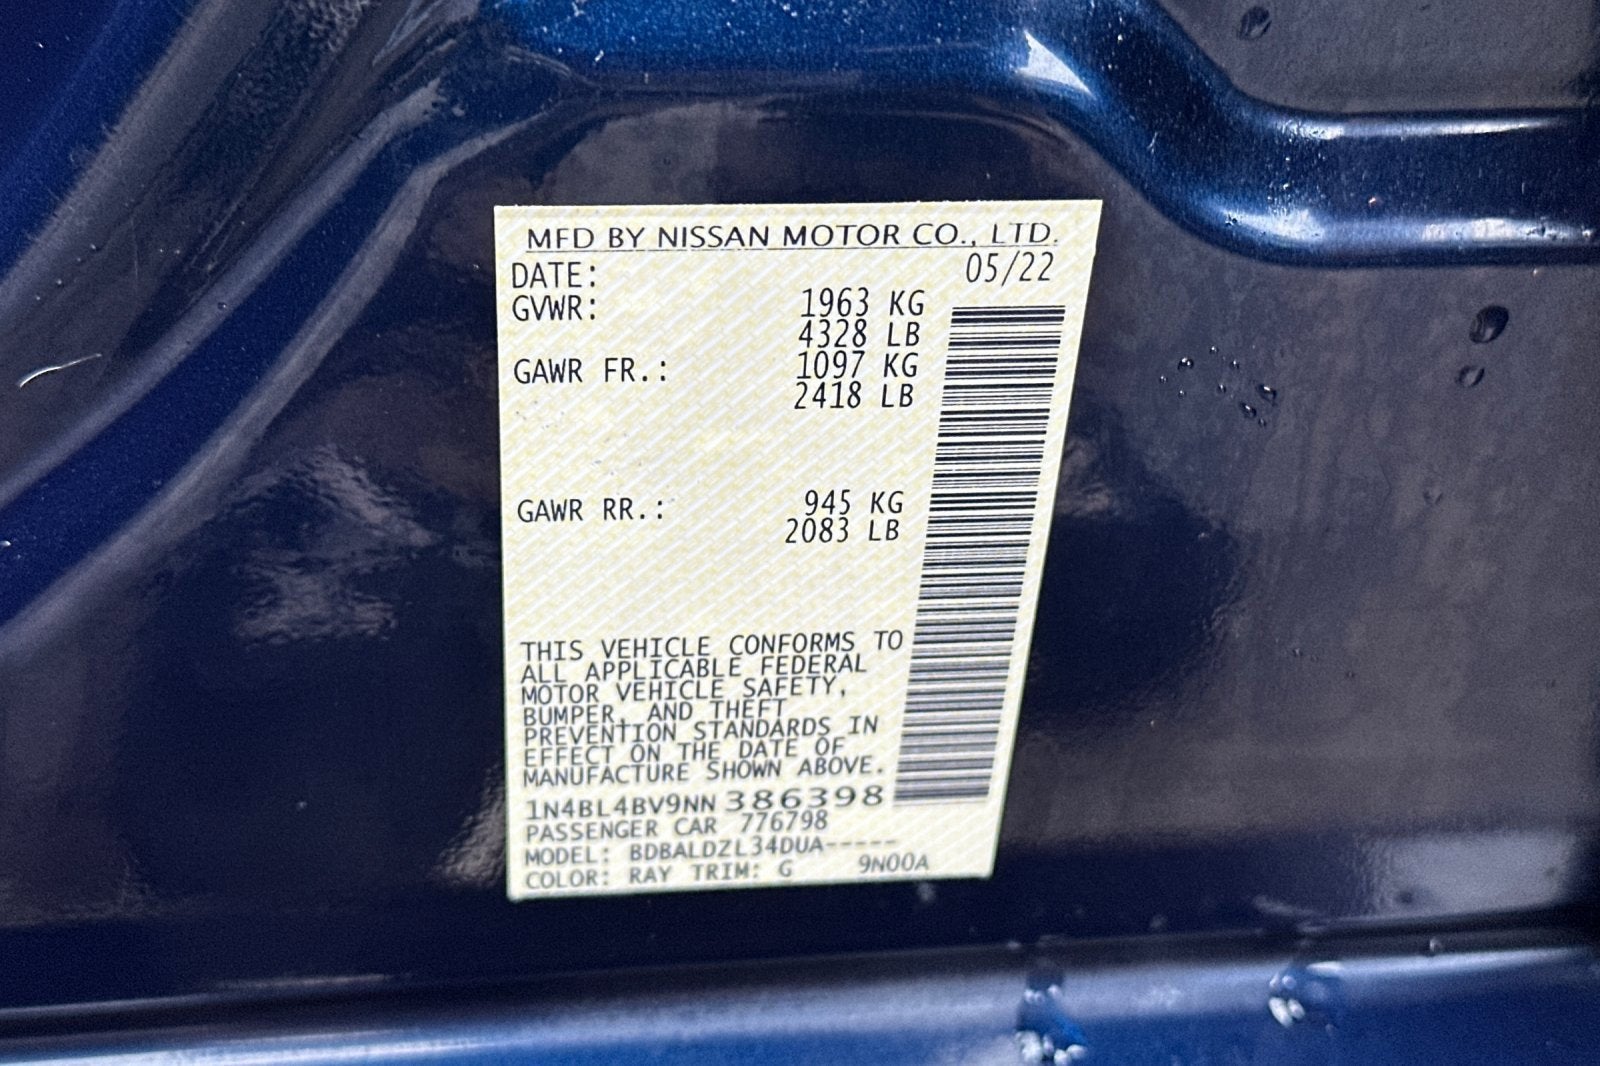 MFD BY NISSAN MOTOR CO., LTD.
DATE: 05/22
GVWR: 1963 KG
4328 LB
GAWR FR.: 1097 KG
2418 LB
GAWR RR.: 945 KG
2083 LB
THIS VEHICLE CONFORMS TO
ALL APPLICABLE FEDERAL
MOTOR VEHICLE SAFETY,
BUMPER, AND THEFT
PREVENTION STANDARDS IN
EFFECT ON THE DATE OF
MANUFACTURE SHOWN ABOVE.
1N4BL4BV9NN386398
PASSENGER CAR 776798
MODEL: BDBALDZL34DUA-----
COLOR: RAY TRIM: G 9N00A